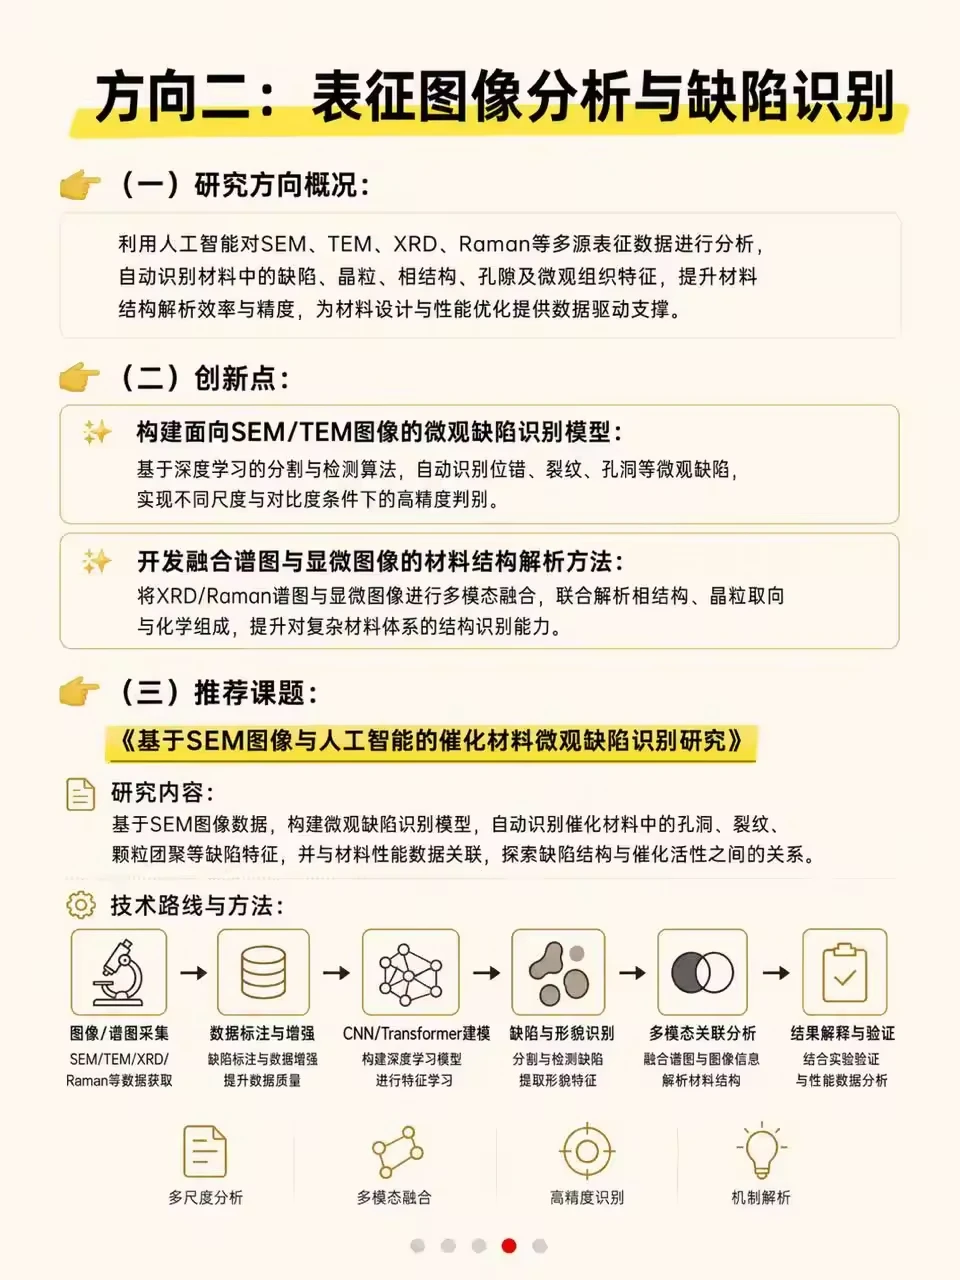 方向二：表征图像分析与缺陷识别
（一）研究方向概况：
利用人工智能对SEM、TEM、XRD、Raman等多源表征数据进行分析，
自动识别材料中的缺陷、晶粒、相结构、孔隙及微观组织特征，提升材料
结构解析效率与精度，为材料设计与性能优化提供数据驱动支撑。
（二）创新点：
构建面向SEM/TEM图像的微观缺陷识别模型：
基于深度学习的分割与检测算法，自动识别位错、裂纹、孔洞等微观缺陷，
实现不同尺度与对比度条件下的高精度判别。
开发融合谱图与显微图像的材料结构解析方法：
将XRD/Raman谱图与显微图像进行多模态融合，联合解析相结构、晶粒取向
与化学组成，提升对复杂材料体系的结构识别能力。
（三）推荐课题：
《基于SEM图像与人工智能的催化材料微观缺陷识别研究》
研究内容：
基于SEM图像数据，构建微观缺陷识别模型，自动识别催化材料中的孔洞、裂纹、
颗粒团聚等缺陷特征，并与材料性能数据关联，探索缺陷结构与催化活性之间的关系。
技术路线与方法：
图像/谱图采集
SEM/TEM/XRD/
Raman等数据获取
数据标注与增强
缺陷标注与数据增强
提升数据质量
CNN/Transformer建模
构建深度学习模型
进行特征学习
缺陷与形貌识别
分割与检测缺陷
提取形貌特征
多模态关联分析
融合谱图与图像信息
解析材料结构
结果解释与验证
结合实验验证
与性能数据分析
多尺度分析
多模态融合
高精度识别
机制解析